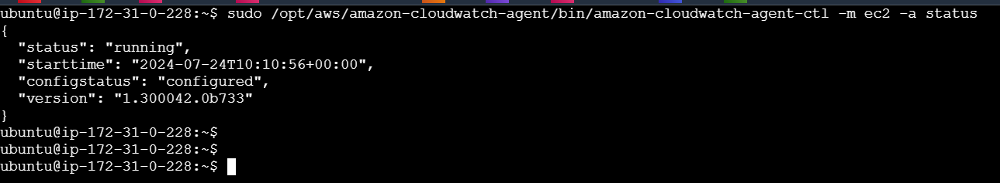 ubuntu@ip-172-31-0-228:~$ sudo /opt/aws/amazon-cloudwatch-agent/bin/amazon-cloudwatch-agent-ctl -m ec2 -a status
{
  "status": "running",
  "starttime": "2024-07-24T10:10:56+00:00",
  "configstatus": "configured",
  "version": "1.300042.0b733"
}
ubuntu@ip-172-31-0-228:~$
ubuntu@ip-172-31-0-228:~$
ubuntu@ip-172-31-0-228:~$